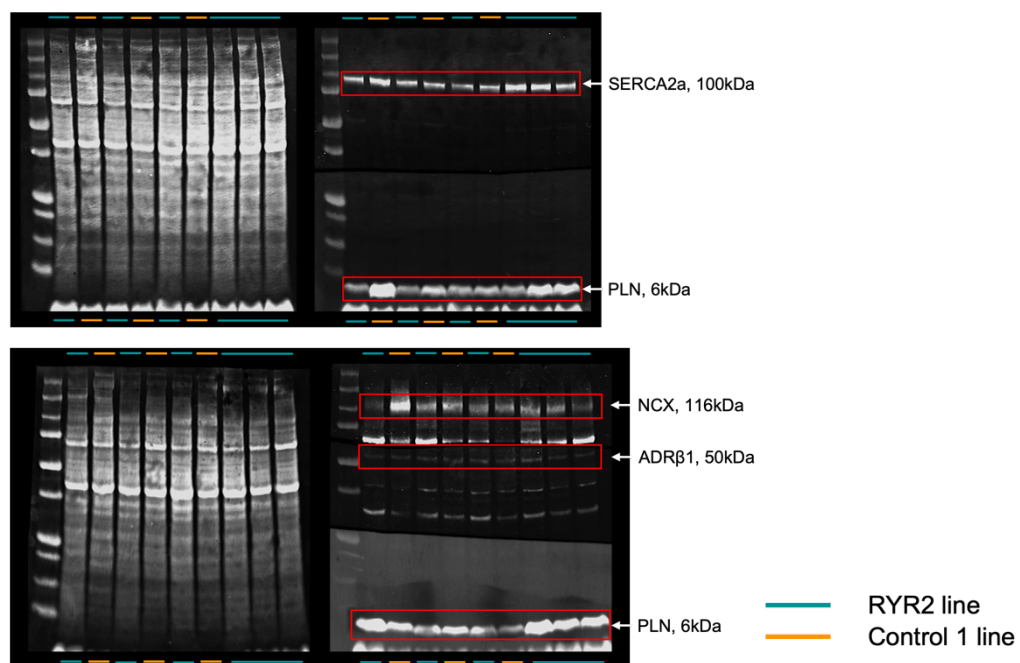 SERCA2a, 100kDa
PLN, 6kDa
NCX, 116kDa
ADRβ1, 50kDa
PLN, 6kDa
RYR2 line
Control 1 line